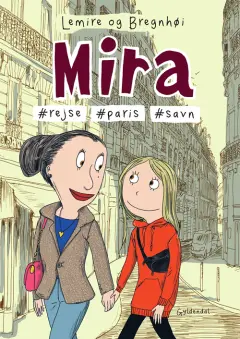 Lemire og Bregnhøi
Mira
#rejse #paris #savn
Gyldendal